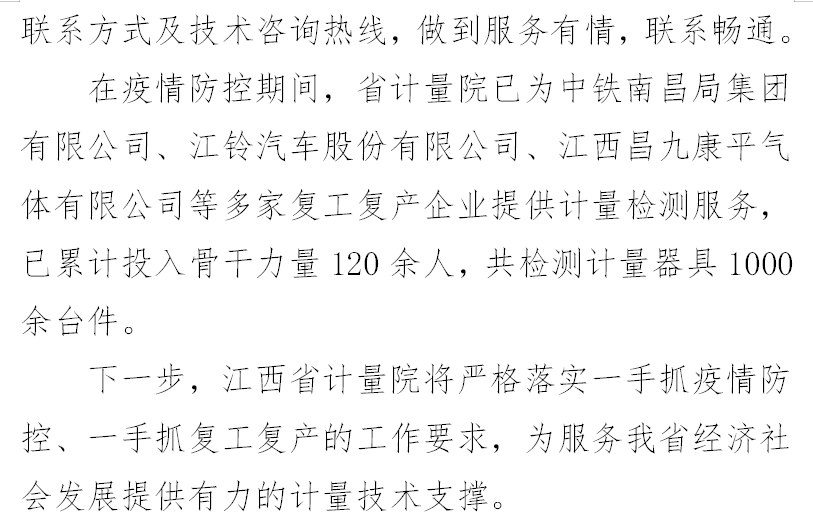 联系方式及技术咨询热线，做到服务有情，联系畅通。
在疫情防控期间，省计量院已为中铁南昌局集团
有限公司、江铃汽车股份有限公司、江西昌九康平气
体有限公司等多家复工复产企业提供计量检测服务，
已累计投入骨干力量 120 余人，共检测计量器具 1000
余台件。
下一步，江西省计量院将严格落实一手抓疫情防
控、一手抓复工复产的工作要求，为服务我省经济社
会发展提供有力的计量技术支撑。